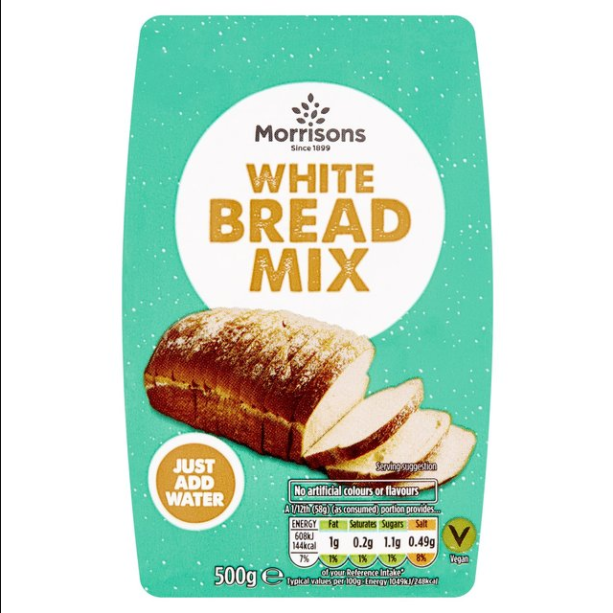 Morrisons
Since 1899
WHITE
BREAD
MIX
JUST
ADD
WATER
Serving suggestion
No artificial colours or flavours
A 1/12th (58g) (as consumed) portion provides...
ENERGY Fat Saturates Sugars Salt
608kJ
144kcal 1g 0.2g 1.1g 0.49g
7% 1% 1% 1% 8%
of your Reference Intake*
Typical values per 100g: Energy 1049kJ/248kcal
500g ℮
V
Vegan